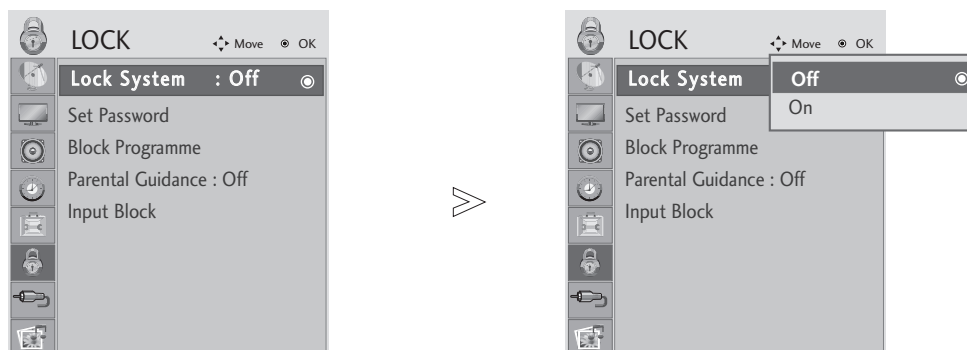 LOCK Move OK
Lock System : Off
Set Password
Block Programme
Parental Guidance : Off
Input Block
>
LOCK Move OK
Lock System Off
On
Set Password
Block Programme
Parental Guidance : Off
Input Block